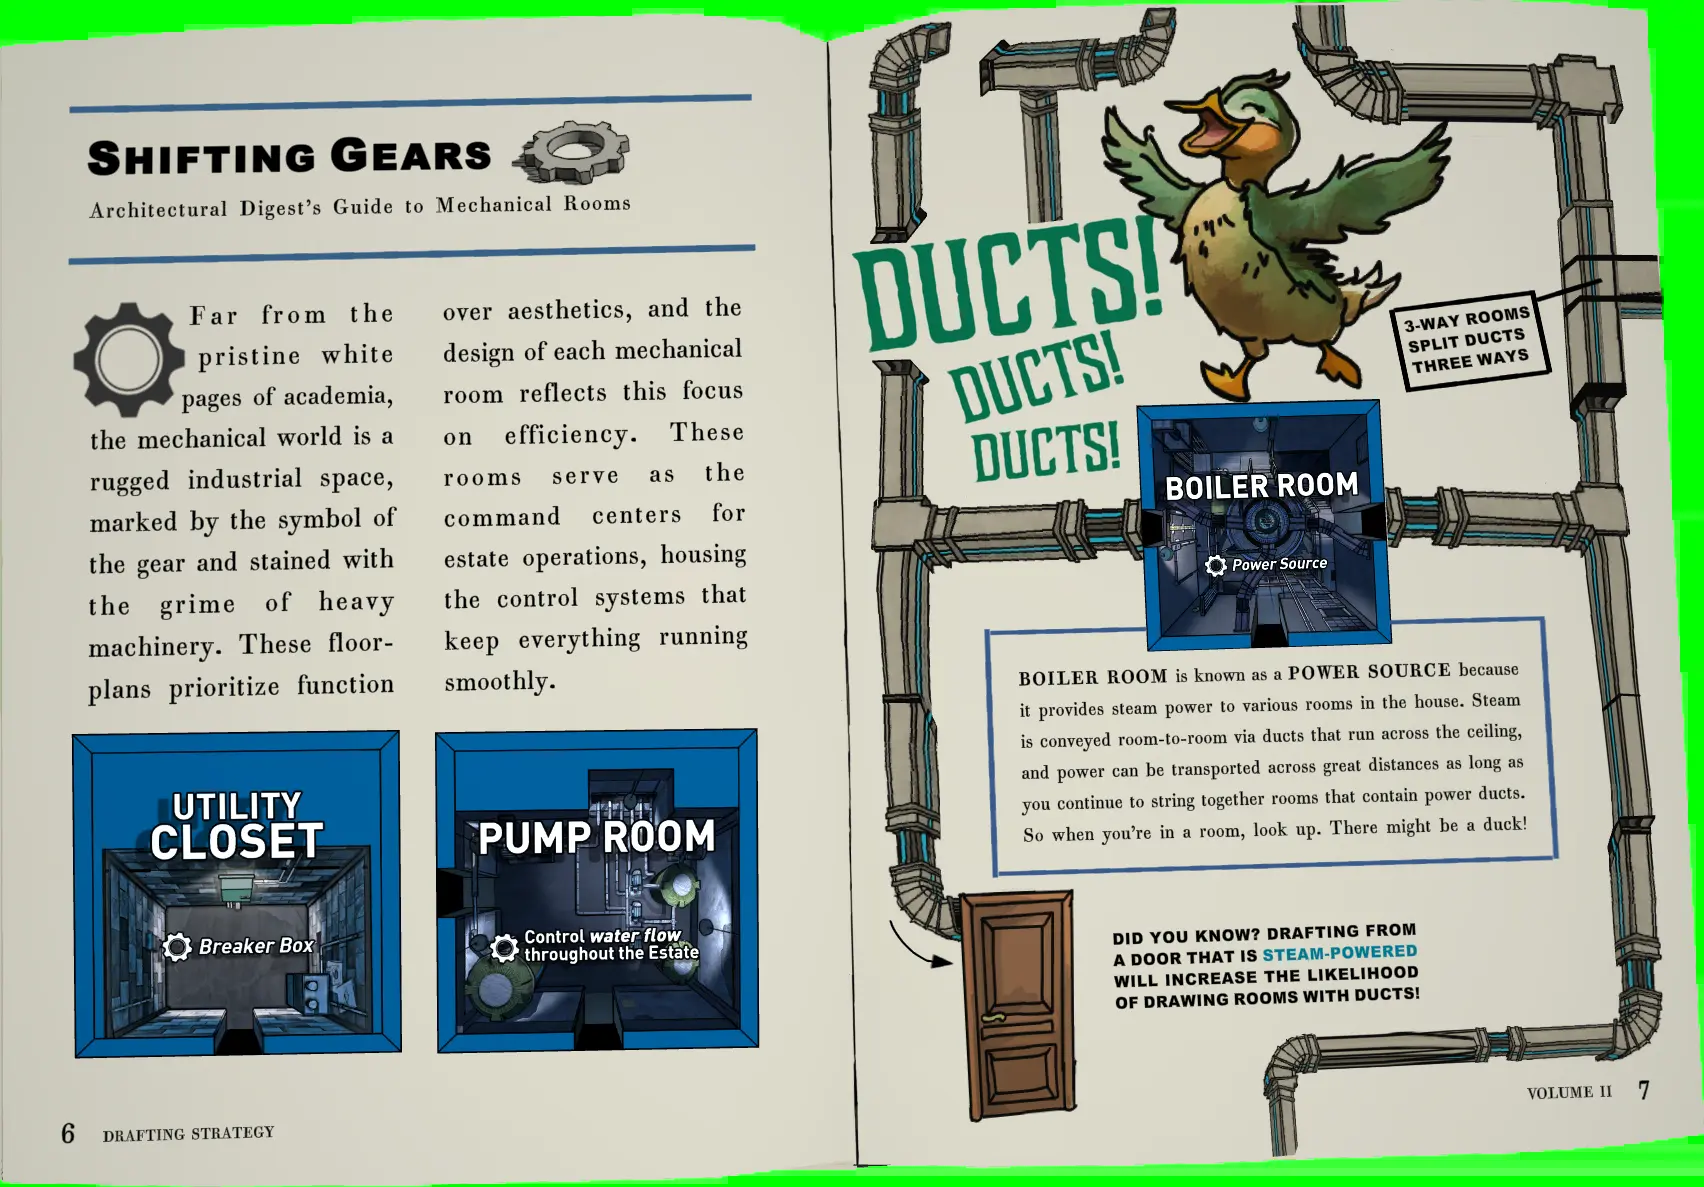 SHIFTING GEARS
Architectural Digest's Guide to Mechanical Rooms
Far from the
pristine white
pages of academia,
the mechanical world is a
rugged industrial space,
marked by the symbol of
the gear and stained with
the grime of heavy
machinery. These floor-
plans prioritize function
over aesthetics, and the
design of each mechanical
room reflects this focus
on efficiency. These
rooms serve as the
command centers for
estate operations, housing
the control systems that
keep everything running
smoothly.
UTILITY
CLOSET
Breaker Box
PUMP ROOM
Control water flow
throughout the Estate
6 DRAFTING STRATEGY
DUCTS!
DUCTS!
DUCTS!
3-WAY ROOMS
SPLIT DUCTS
THREE WAYS
BOILER ROOM
Power Source
BOILER ROOM is known as a POWER SOURCE because
it provides steam power to various rooms in the house. Steam
is conveyed room-to-room via ducts that run across the ceiling,
and power can be transported across great distances as long as
you continue to string together rooms that contain power ducts.
So when you're in a room, look up. There might be a duck!
DID YOU KNOW? DRAFTING FROM
A DOOR THAT IS STEAM-POWERED
WILL INCREASE THE LIKELIHOOD
OF DRAWING ROOMS WITH DUCTS!
VOLUME II 7